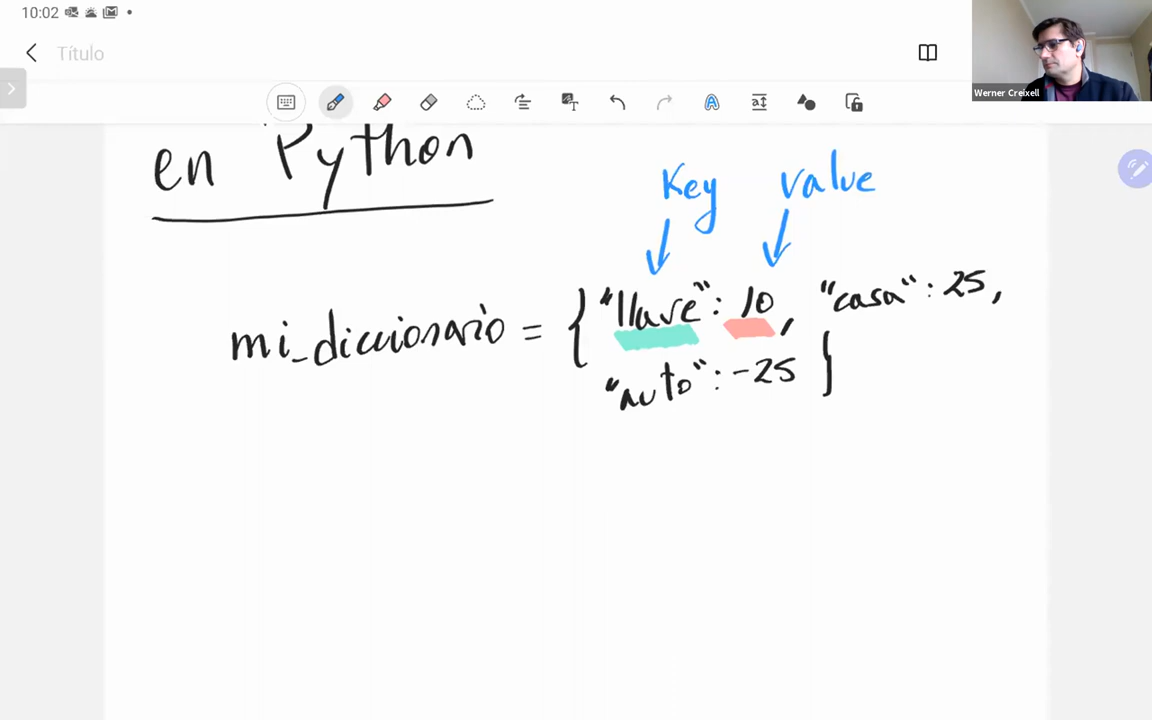 10:02
Título
Werner Creixell
en Python
Key value
mi_diccionario = { "llave": 10, "casa": 25,
"auto": -25 }